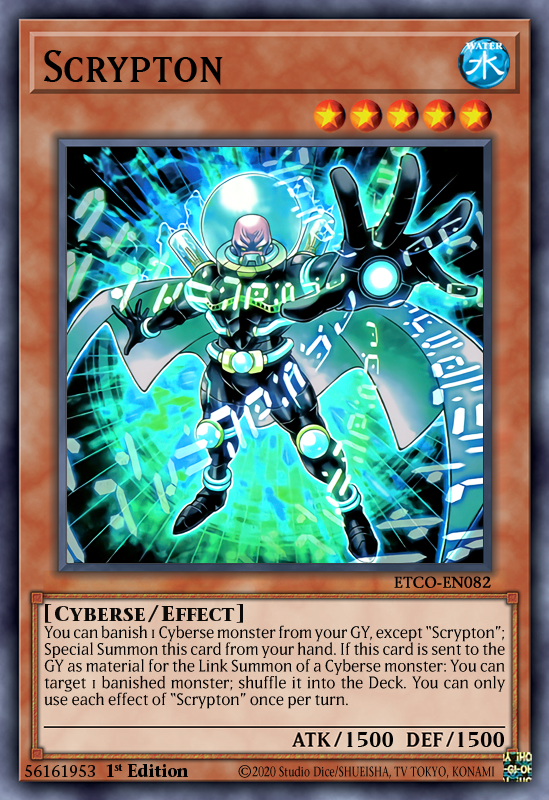 SCRYPTON
WATER
水
ETCO-EN082
[CYBERSE/EFFECT]
You can banish 1 Cyberse monster from your GY, except “Scrypton”;
Special Summon this card from your hand. If this card is sent to the
GY as material for the Link Summon of a Cyberse monster: You can
target 1 banished monster; shuffle it into the Deck. You can only
use each effect of “Scrypton” once per turn.
ATK/1500 DEF/1500
56161953 1st Edition ©2020 Studio Dice/SHUEISHA, TV TOKYO, KONAMI